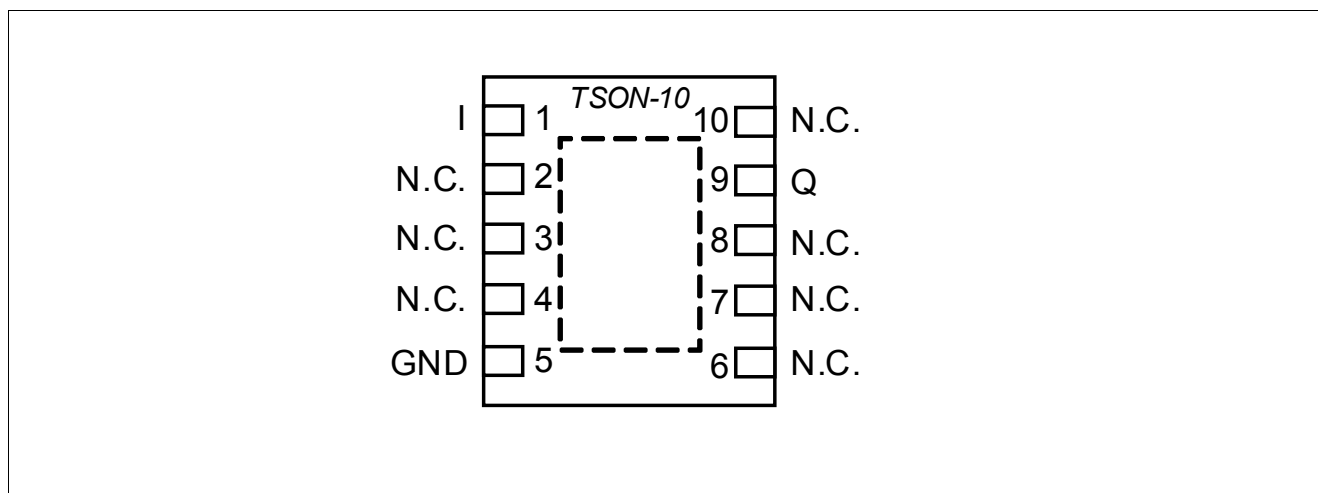 TSON-10
I 1 10 N.C.
N.C. 2 9 Q
N.C. 3 8 N.C.
N.C. 4 7 N.C.
GND 5 6 N.C.